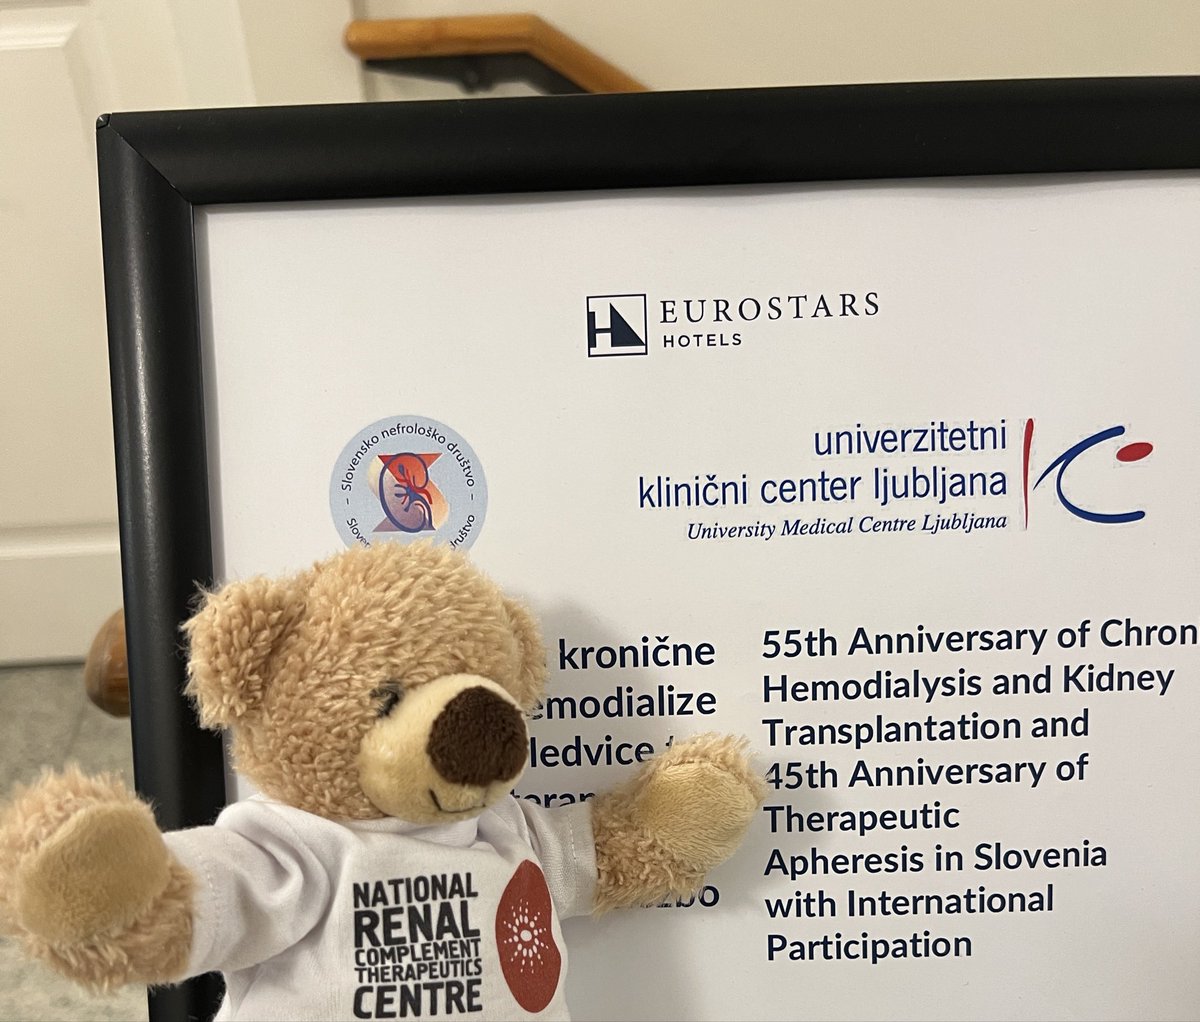 EUROSTARS
HOTELS
Slovensko nefrološko društvo
univerzitetni
klinični center ljubljana
University Medical Centre Ljubljana
kronične
ledvice
55th Anniversary of Chron
Hemodialysis and Kidney
Transplantation and
45th Anniversary of
Therapeutic
Apheresis in Slovenia
with International
Participation
NATIONAL
RENAL
COMPLEMENT
THERAPEUTICS
CENTRE